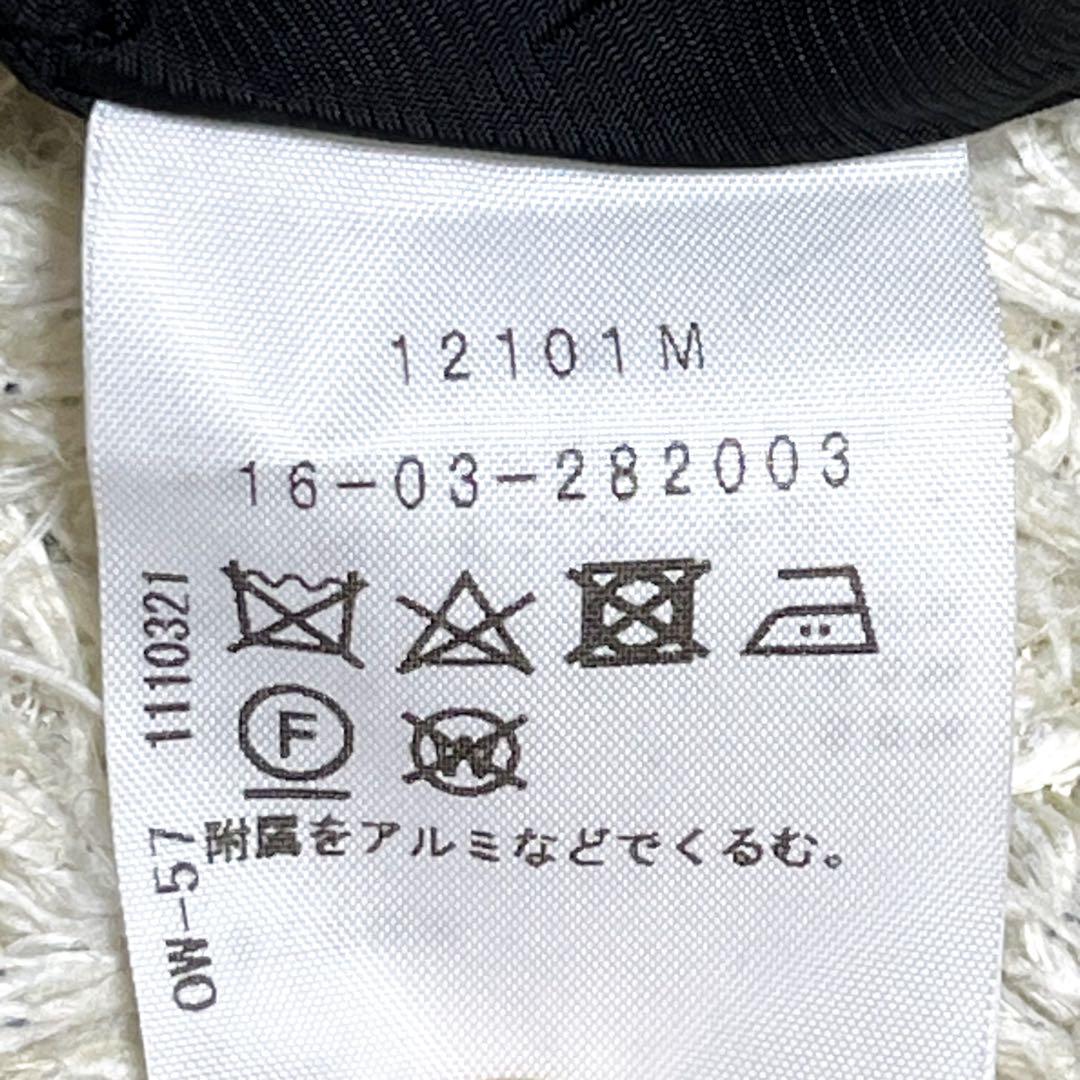 12101M
16-03-282003
F
W
附属をアルミなどでくるむ。
OW-57 1110321